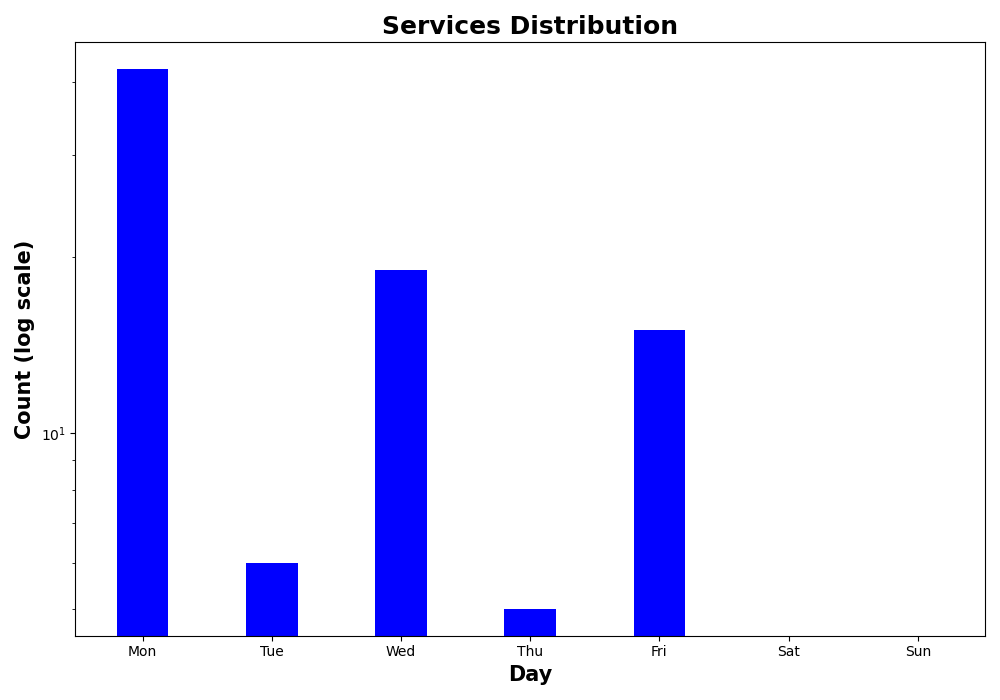 Services Distribution
Count (log scale)
10¹
Mon Tue Wed Thu Fri Sat Sun
Day